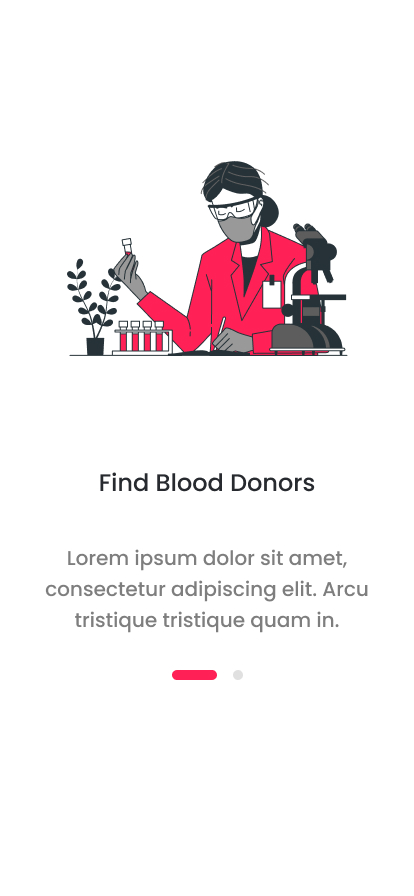 Find Blood Donors
Lorem ipsum dolor sit amet,
consectetur adipiscing elit. Arcu
tristique tristique quam in.